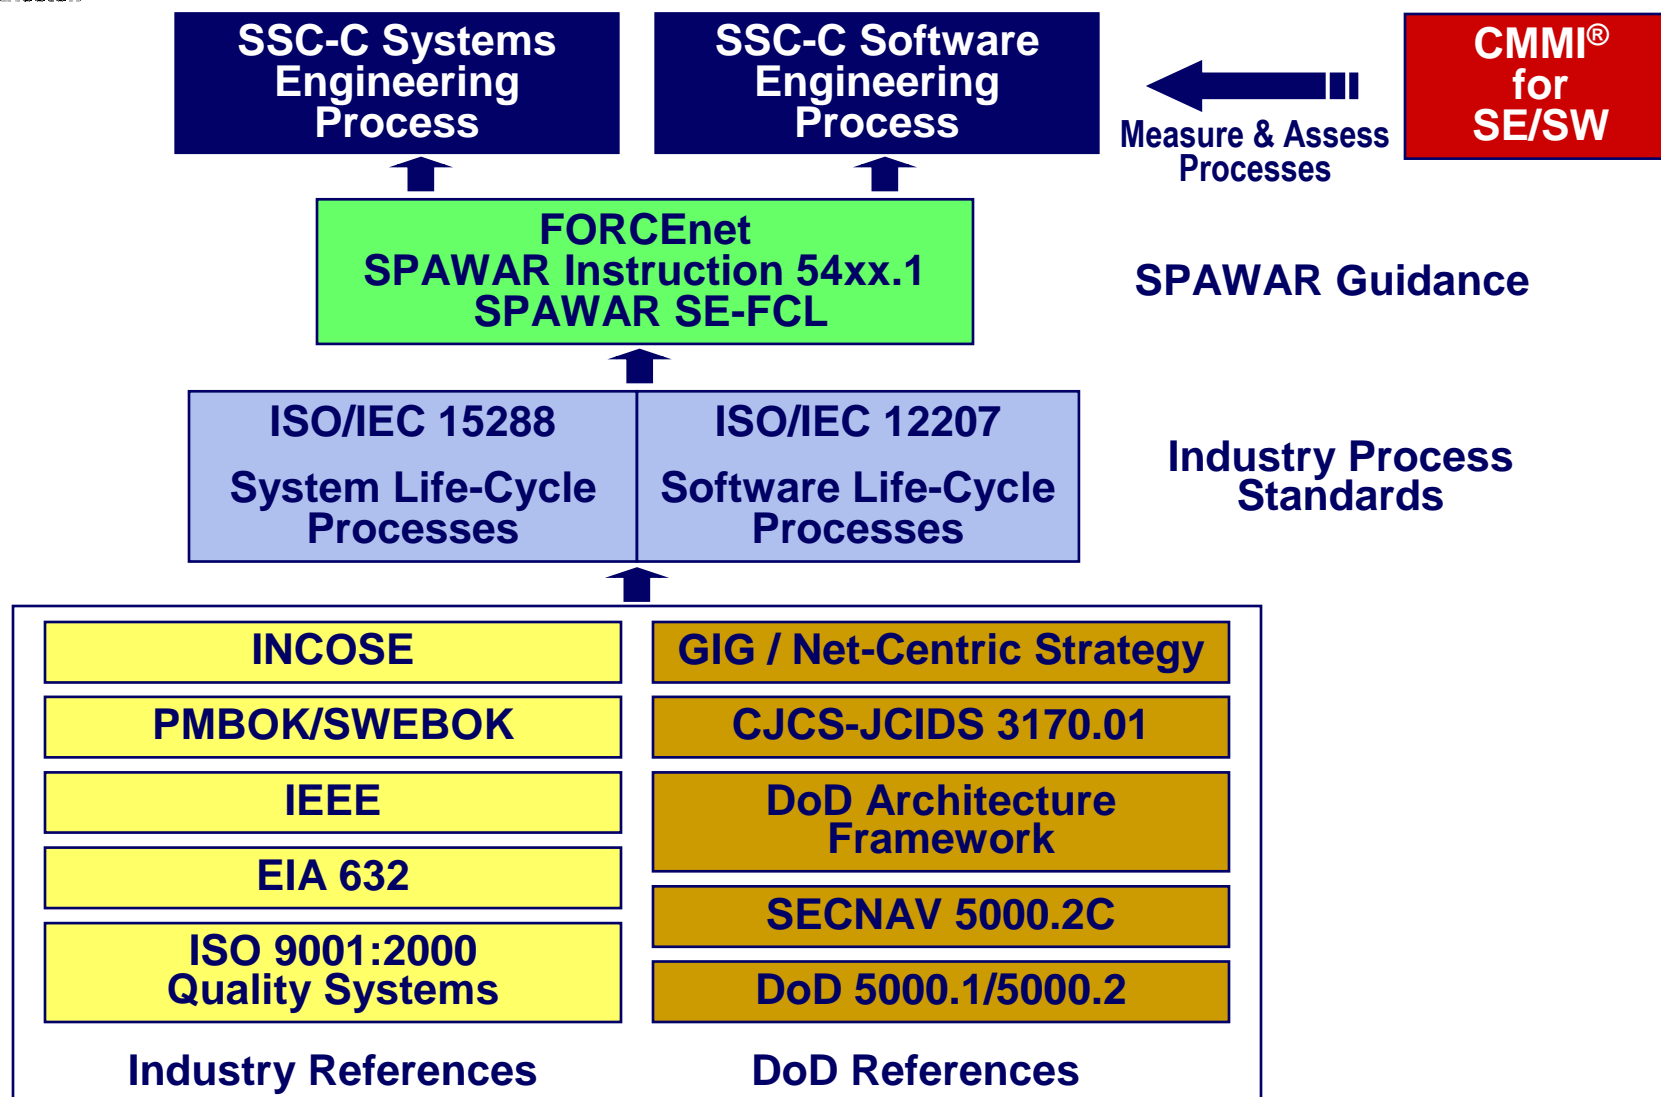 SSC-C Systems
Engineering
Process
SSC-C Software
Engineering
Process
CMMI®
for
SE/SW
Measure & Assess
Processes
FORCEnet
SPAWAR Instruction 54xx.1
SPAWAR SE-FCL
SPAWAR Guidance
ISO/IEC 15288
System Life-Cycle
Processes
ISO/IEC 12207
Software Life-Cycle
Processes
Industry Process
Standards
INCOSE
PMBOK/SWEBOK
IEEE
EIA 632
ISO 9001:2000
Quality Systems
Industry References
GIG / Net-Centric Strategy
CJCS-JCIDS 3170.01
DoD Architecture
Framework
SECNAV 5000.2C
DoD 5000.1/5000.2
DoD References